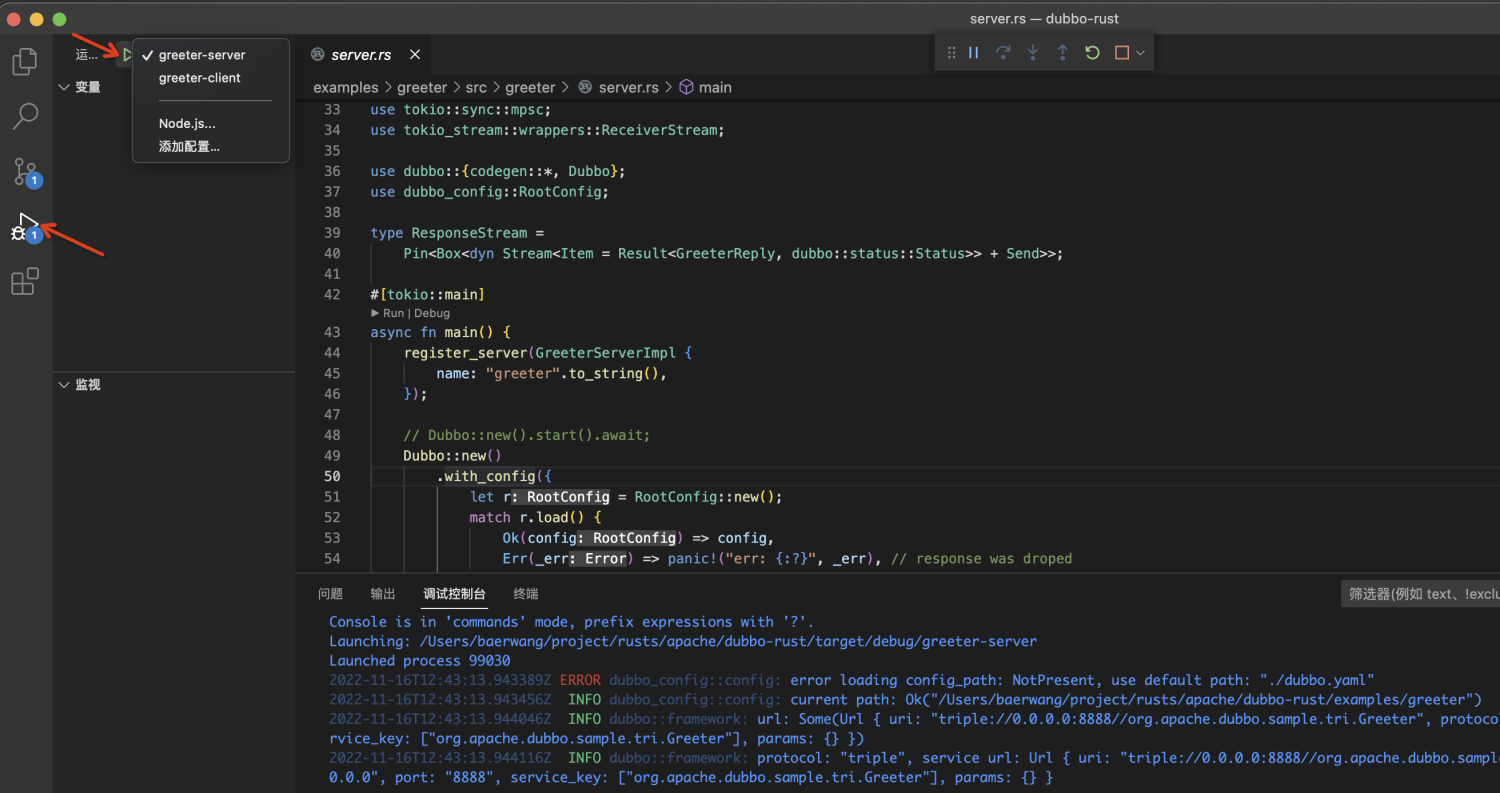 server.rs — dubbo-rust
运...
greeter-server
greeter-client
Node.js...
添加配置...
变量
监视
1
1
server.rs
examples > greeter > src > greeter > server.rs > main
33 use tokio::sync::mpsc;
34 use tokio_stream::wrappers::ReceiverStream;
35
36 use dubbo::{codegen::*, Dubbo};
37 use dubbo_config::RootConfig;
38
39 type ResponseStream =
40 Pin<Box<dyn Stream<Item = Result<GreeterReply, dubbo::status::Status>> + Send>>;
41
42 #[tokio::main]
Run | Debug
43 async fn main() {
44 register_server(GreeterServerImpl {
45 name: "greeter".to_string(),
46 });
47
48 // Dubbo::new().start().await;
49 Dubbo::new()
50 .with_config({
51 let r: RootConfig = RootConfig::new();
52 match r.load() {
53 Ok(config: RootConfig) => config,
54 Err(_err: Error) => panic!("err: {:?}", _err), // response was droped
问题 输出 调试控制台 终端
筛选器(例如 text、!exclu
Console is in 'commands' mode, prefix expressions with '?'.
Launching: /Users/baerwang/project/rusts/apache/dubbo-rust/target/debug/greeter-server
Launched process 99030
2022-11-16T12:43:13.943389Z ERROR dubbo_config::config: error loading config_path: NotPresent, use default path: "./dubbo.yaml"
2022-11-16T12:43:13.943456Z INFO dubbo_config::config: current path: Ok("/Users/baerwang/project/rusts/apache/dubbo-rust/examples/greeter")
2022-11-16T12:43:13.944046Z INFO dubbo::framework: url: Some(Url { uri: "triple://0.0.0.0:8888//org.apache.dubbo.sample.tri.Greeter", protoco
rvice_key: ["org.apache.dubbo.sample.tri.Greeter"], params: {} })
2022-11-16T12:43:13.944116Z INFO dubbo::framework: protocol: "triple", service url: Url { uri: "triple://0.0.0.0:8888//org.apache.dubbo.sampl
0.0.0", port: "8888", service_key: ["org.apache.dubbo.sample.tri.Greeter"], params: {} }